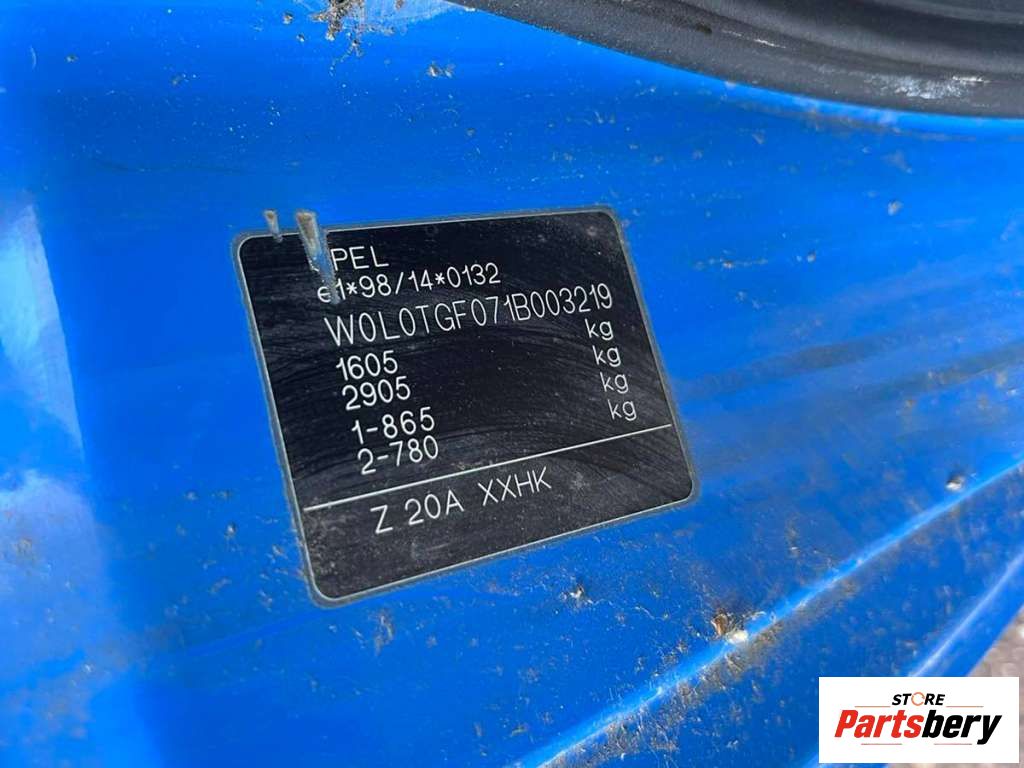 PEL
e1*98/14*0132
W0L0TGF071B003219
1605 kg
2905 kg
1-865 kg
2-780 kg
Z 20A XXHK
STORE
Partsbery